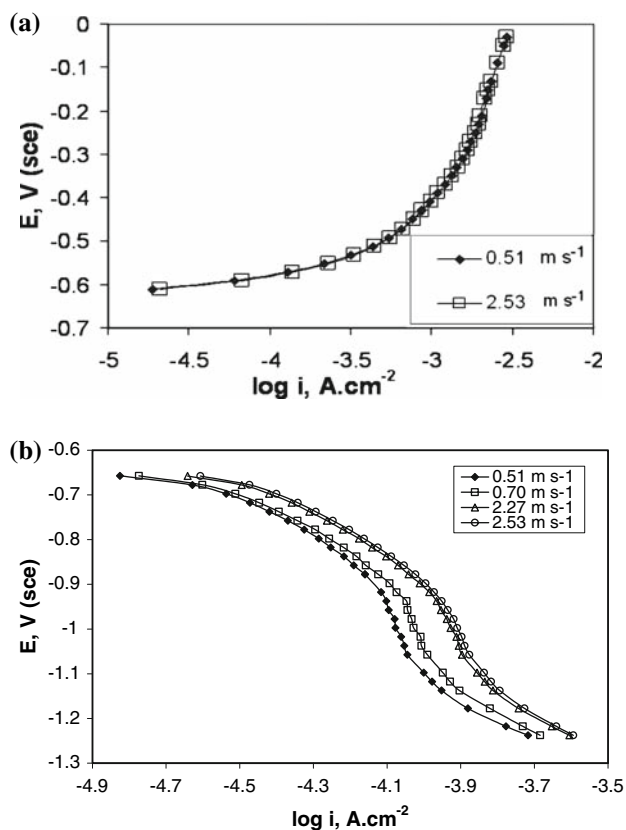 (a)
0
-0.1
-0.2
-0.3
-0.4
-0.5
-0.6
-0.7
E, V (sce)
0.51 m s-1
2.53 m s-1
-5 -4.5 -4 -3.5 -3 -2.5 -2
log i, A.cm-2
(b)
-0.6
-0.7
-0.8
-0.9
-1
-1.1
-1.2
-1.3
E, V (sce)
0.51 m s-1
0.70 m s-1
2.27 m s-1
2.53 m s-1
-4.9 -4.7 -4.5 -4.3 -4.1 -3.9 -3.7 -3.5
log i, A.cm-2